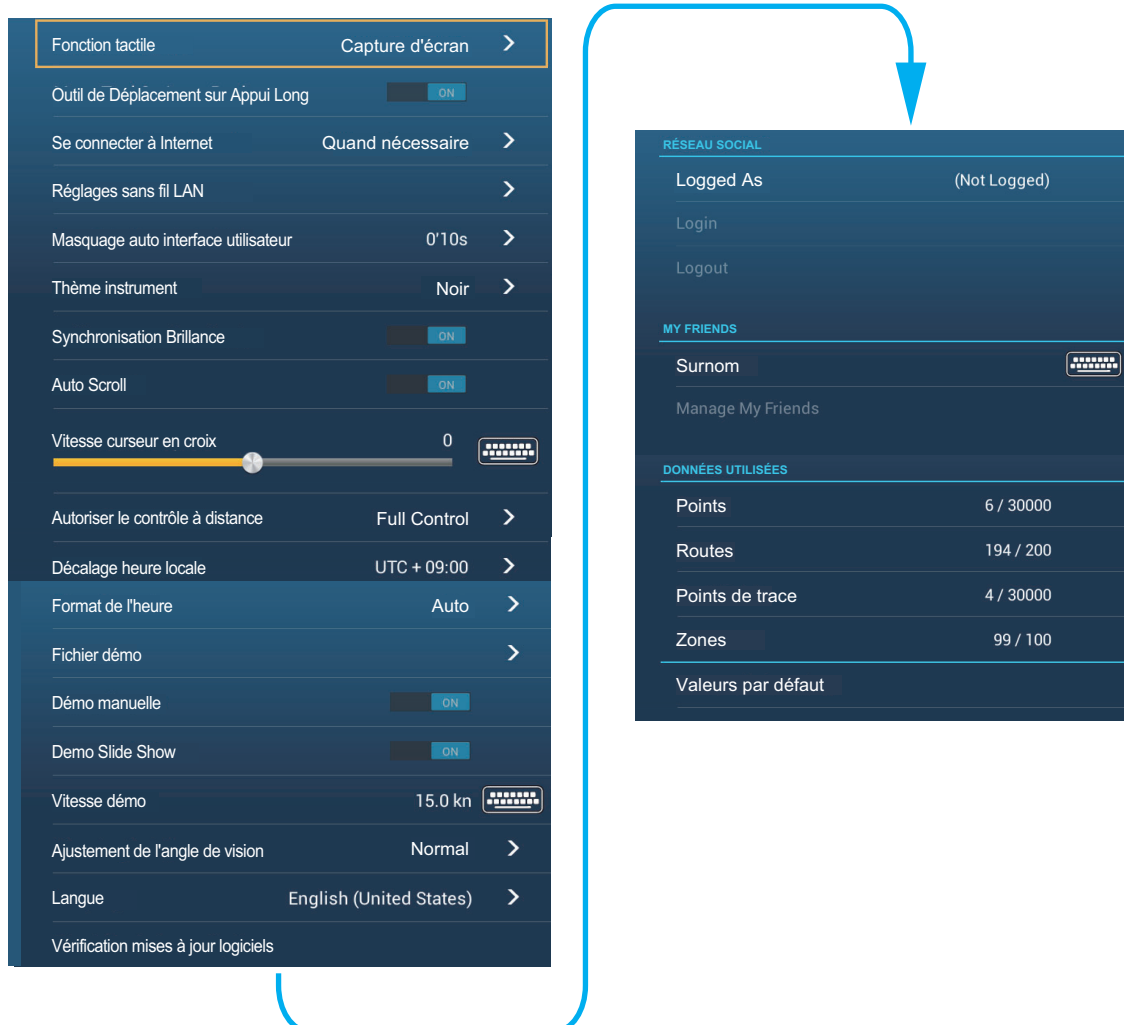 Fonction tactile Capture d'écran
Outil de Déplacement sur Appui Long ON
Se connecter à Internet Quand nécessaire
Réglages sans fil LAN
Masquage auto interface utilisateur 0'10s
Thème instrument Noir
Synchronisation Brillance ON
Auto Scroll ON
Vitesse curseur en croix 0
Autoriser le contrôle à distance Full Control
Décalage heure locale UTC + 09:00
Format de l'heure Auto
Fichier démo
Démo manuelle ON
Demo Slide Show ON
Vitesse démo 15.0 kn
Ajustement de l'angle de vision Normal
Langue English (United States)
Vérification mises à jour logiciels
RÉSEAU SOCIAL
Logged As (Not Logged)
Login
Logout
MY FRIENDS
Surnom
Manage My Friends
DONNÉES UTILISÉES
Points 6 / 30000
Routes 194 / 200
Points de trace 4 / 30000
Zones 99 / 100
Valeurs par défaut